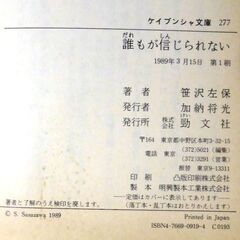 ケイブンシャ文庫 277
だれ しん
誰もが信じられない
1989年3月15日 第1刷
著者 笹沢左保
発行者 加納将光
発行所 株式会社 勁文社
けい
〒164 東京都中野区本町3-32-15
電話 東京 (372)5021(編集)
(372)3291(営業)
振替 東京
印刷 凸版印刷株式会社
製本 明興製本工業株式会社
著者と了解のうえ検印を廃します。
―定価はカバーに表示してあります―
(落丁本・乱丁本はおとりかえします)
© S. Sasazawa 1989
Printed in Japan
ISBN4-7669-0919-4 C0193